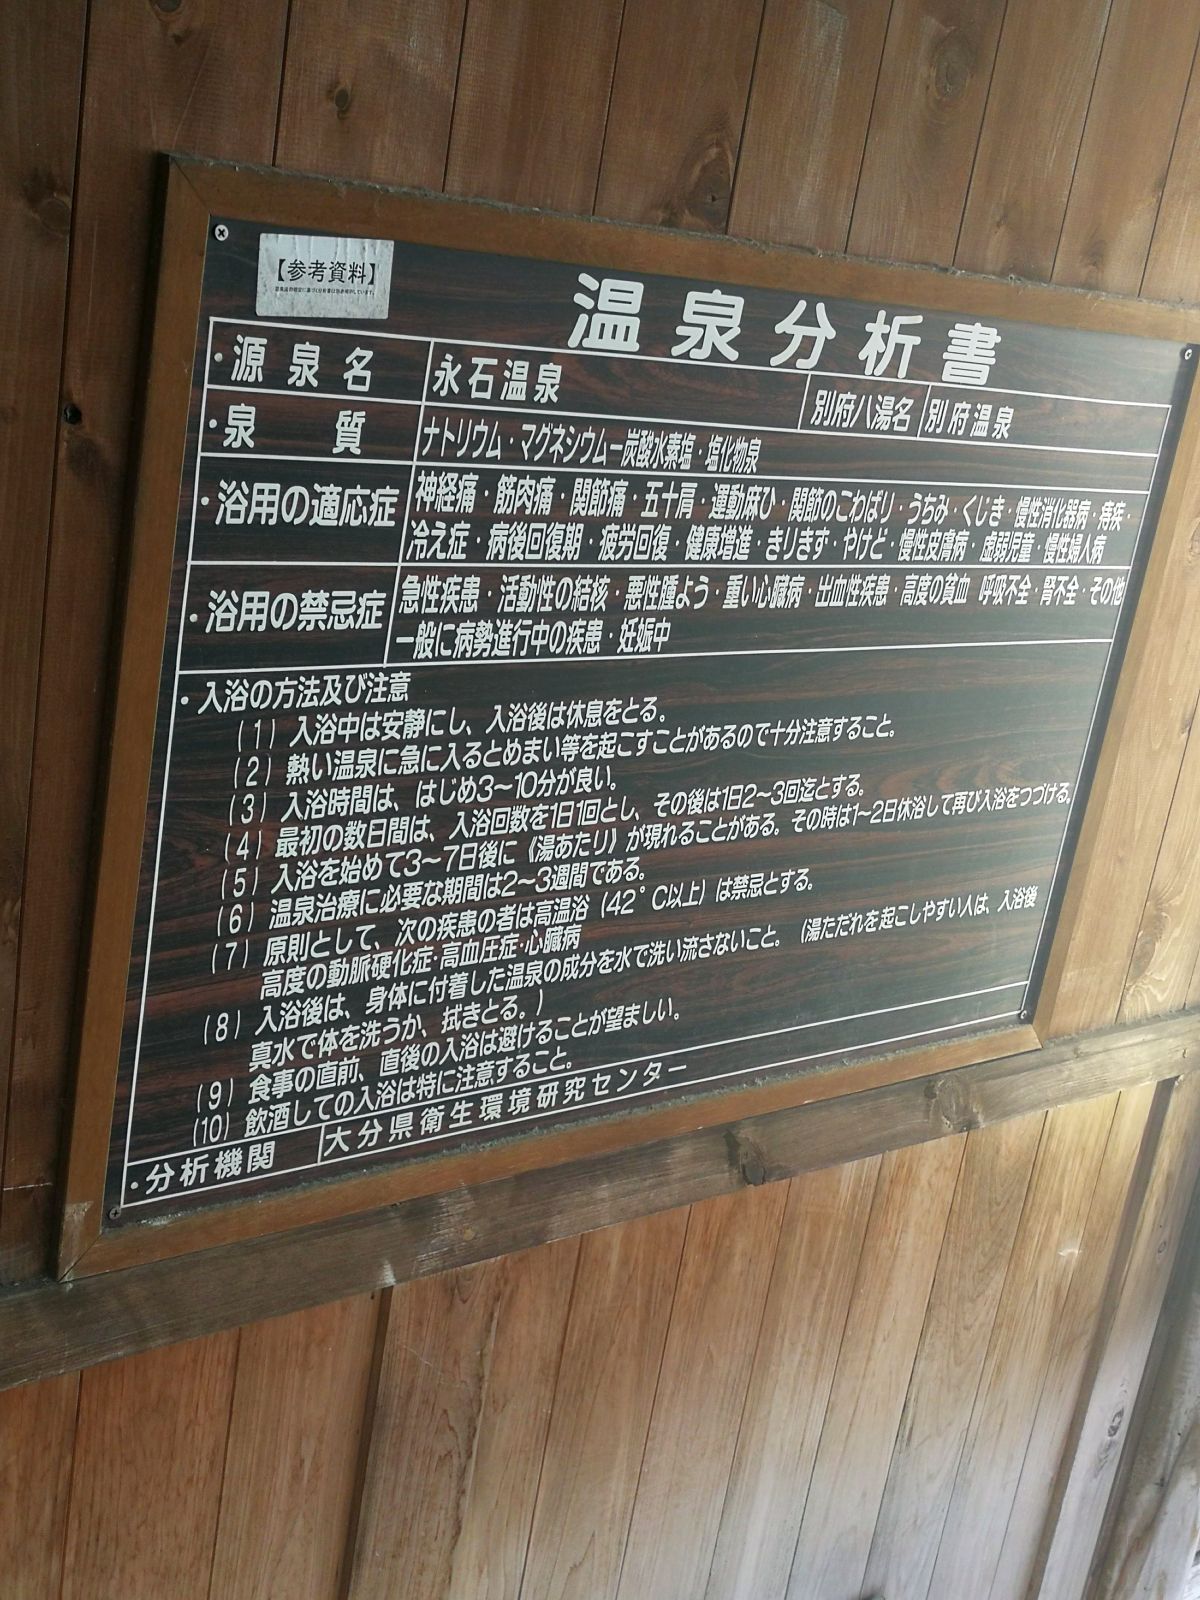 【参考資料】
温泉分析書
・源泉名 永石温泉 別府八湯名 別府温泉
・泉質 ナトリウム・マグネシウムー炭酸水素塩・塩化物泉
・浴用の適応症 神経痛・筋肉痛・関節痛・五十肩・運動麻ひ・関節のこわばり・うちみ・くじき・慢性消化器病・痔疾・
冷え症・病後回復期・疲労回復・健康増進・きりきず・やけど・慢性皮膚病・虚弱児童・慢性婦人病
・浴用の禁忌症 急性疾患・活動性の結核・悪性腫よう・重い心臓病・出血性疾患・高度の貧血 呼吸不全・腎不全・その他
一般に病勢進行中の疾患・妊娠中
・入浴の方法及び注意
(1) 入浴中は安静にし、入浴後は休息をとる。
(2) 熱い温泉に急に入るとめまい等を起こすことがあるので十分注意すること。
(3) 入浴時間は、はじめ3〜10分が良い。
(4) 最初の数日間は、入浴回数を1日1回とし、その後は1日2〜3回迄とする。
(5) 入浴を始めて3〜7日後に《湯あたり》が現れることがある。その時は1〜2日休浴して再び入浴をつづける。
(6) 温泉治療に必要な期間は2〜3週間である。
(7) 原則として、次の疾患の者は高温浴(42°C以上)は禁忌とする。
高度の動脈硬化症・高血圧症・心臓病
(8) 入浴後は、身体に付着した温泉の成分を水で洗い流さないこと。(湯ただれを起こしやすい人は、入浴後
真水で体を洗うか、拭きとる。)
(9) 食事の直前、直後の入浴は避けることが望ましい。
(10) 飲酒しての入浴は特に注意すること。
・分析機関 大分県衛生環境研究センター